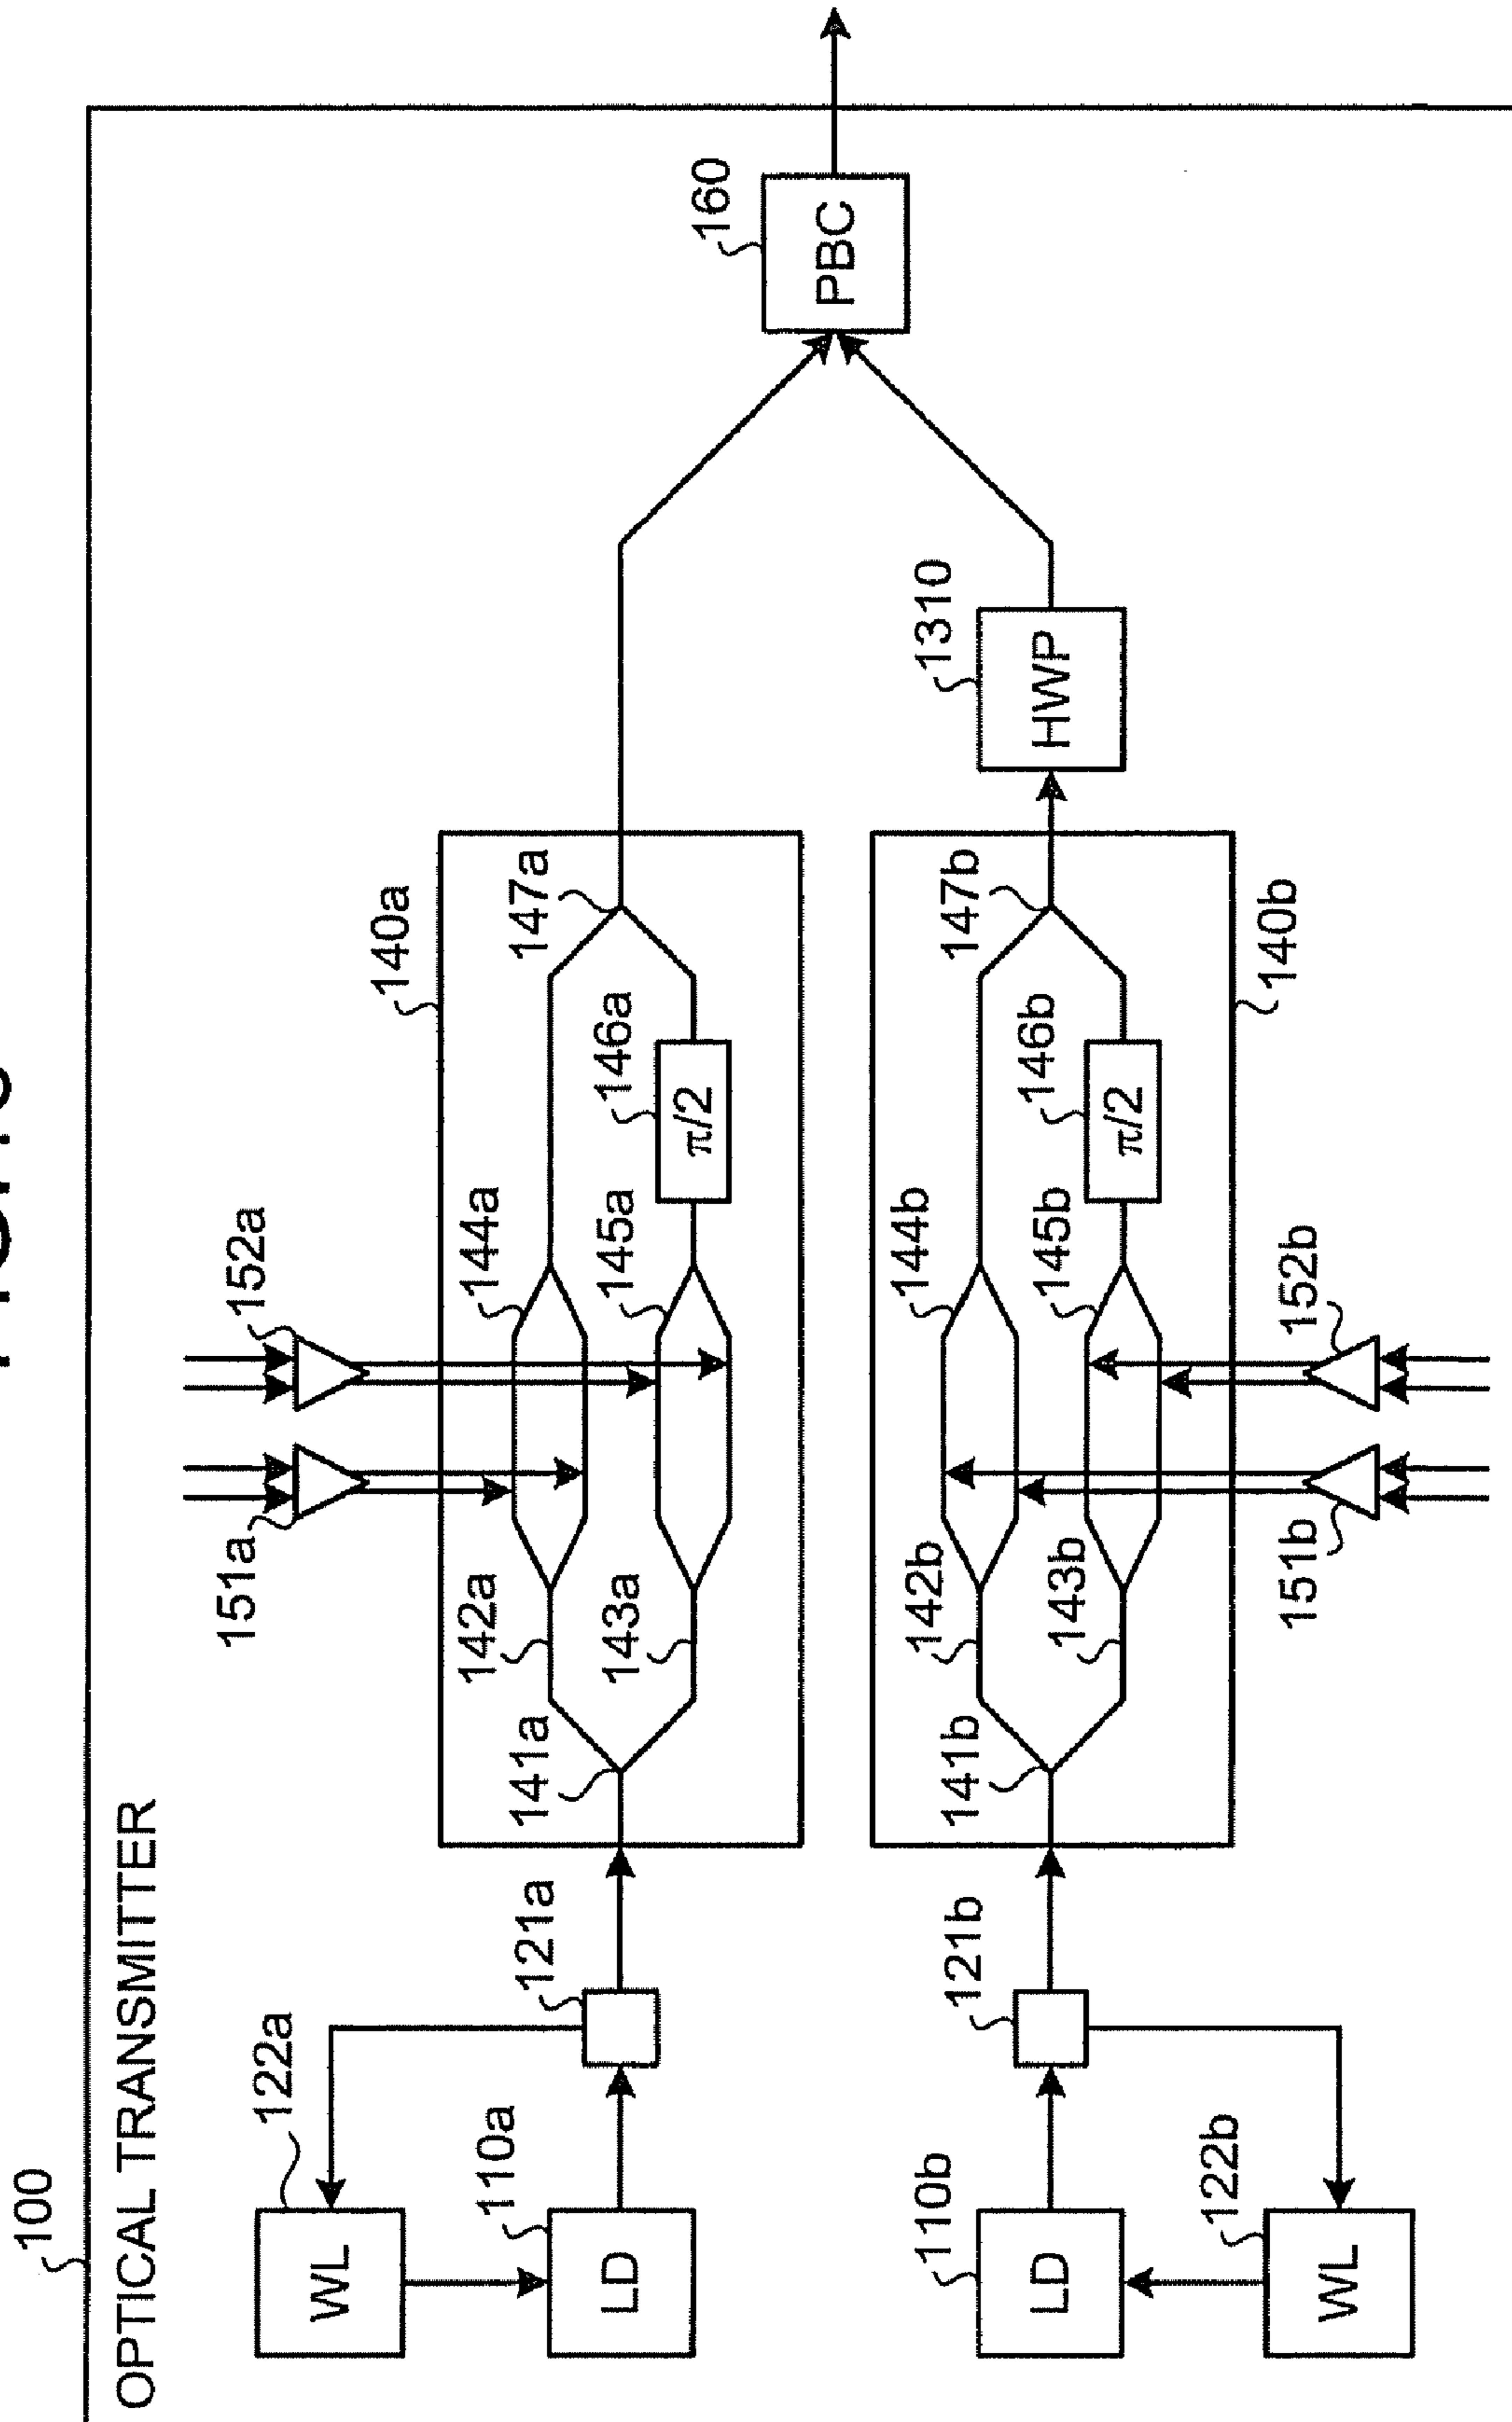 100
OPTICAL TRANSMITTER
WL
122a
LD
110a
121a
151a
152a
140a
141a
142a
143a
144a
145a
π/2
146a
147a
PBC
160
LD
110b
WL
122b
121b
141b
142b
143b
144b
145b
π/2
146b
147b
140b
151b
152b
HWP
1310